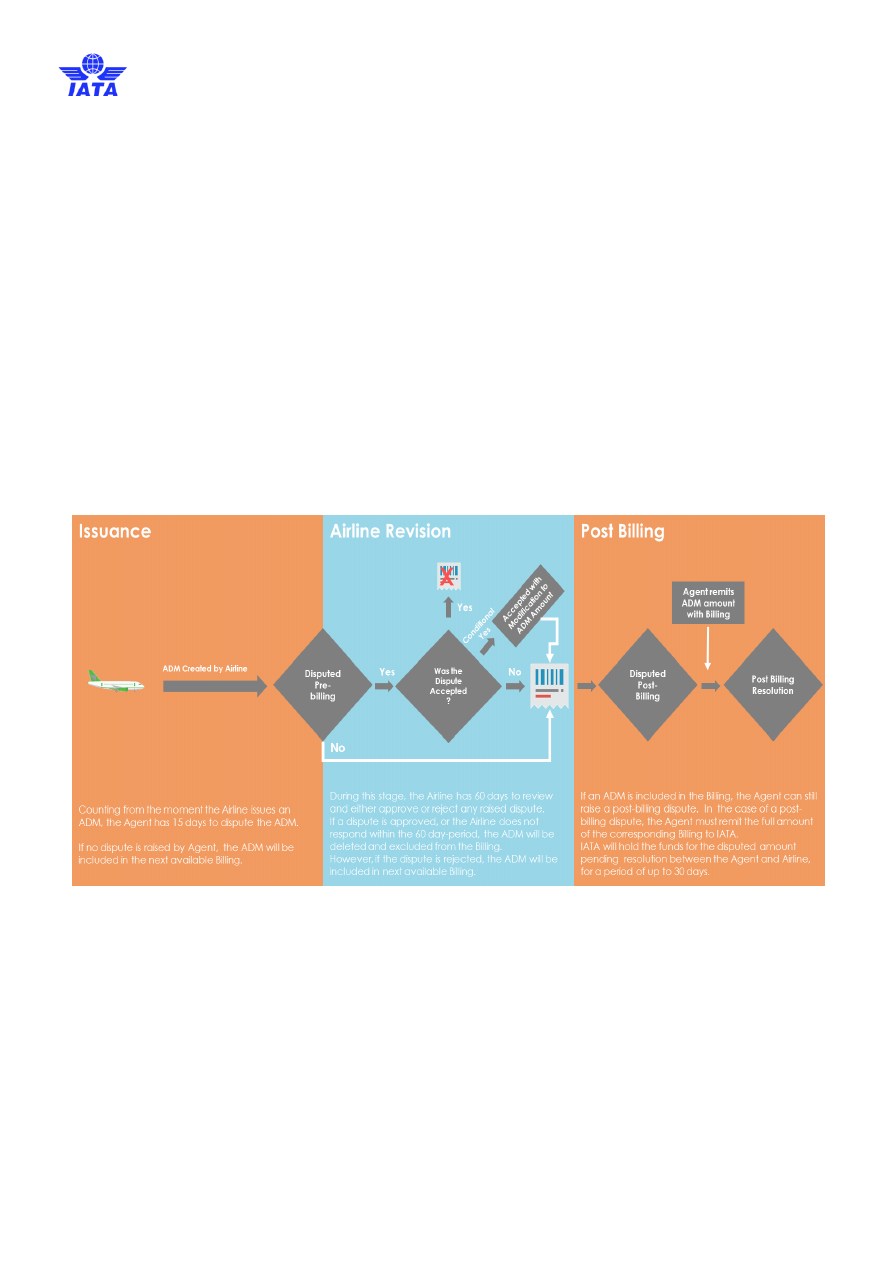 IATA
Issuance
ADM Created by Airline
Disputed
Pre-
billing
Counting from the moment the Airline issues an
ADM, the Agent has 15 days to dispute the ADM.
If no dispute is raised by Agent, the ADM will be
included in the next available Billing.
Airline Revision
Yes
Conditional
Yes
Accepted with
Modification to
ADM Amount
Yes
Was the
Dispute
Accepted
?
No
No
During this stage, the Airline has 60 days to review
and either approve or reject any raised dispute.
If a dispute is approved, or the Airline does not
respond within the 60 day-period, the ADM will be
deleted and excluded from the Billing.
However,if the dispute is rejected, the ADM will be
included in next available Billing.
Post Billing
Agent remits
ADM amount
with Billing
Disputed
Post-
Billing
Post Billing
Resolution
If an ADM is included in the Billing, the Agent can still
raise a post-billing dispute. In the case of a post-
billing dispute, the Agent must remit the full amount
of the corresponding Billing to IATA.
IATA will hold the funds for the disputed amount
pending resolution between the Agent and Airline,
for a period of up to 30 days.